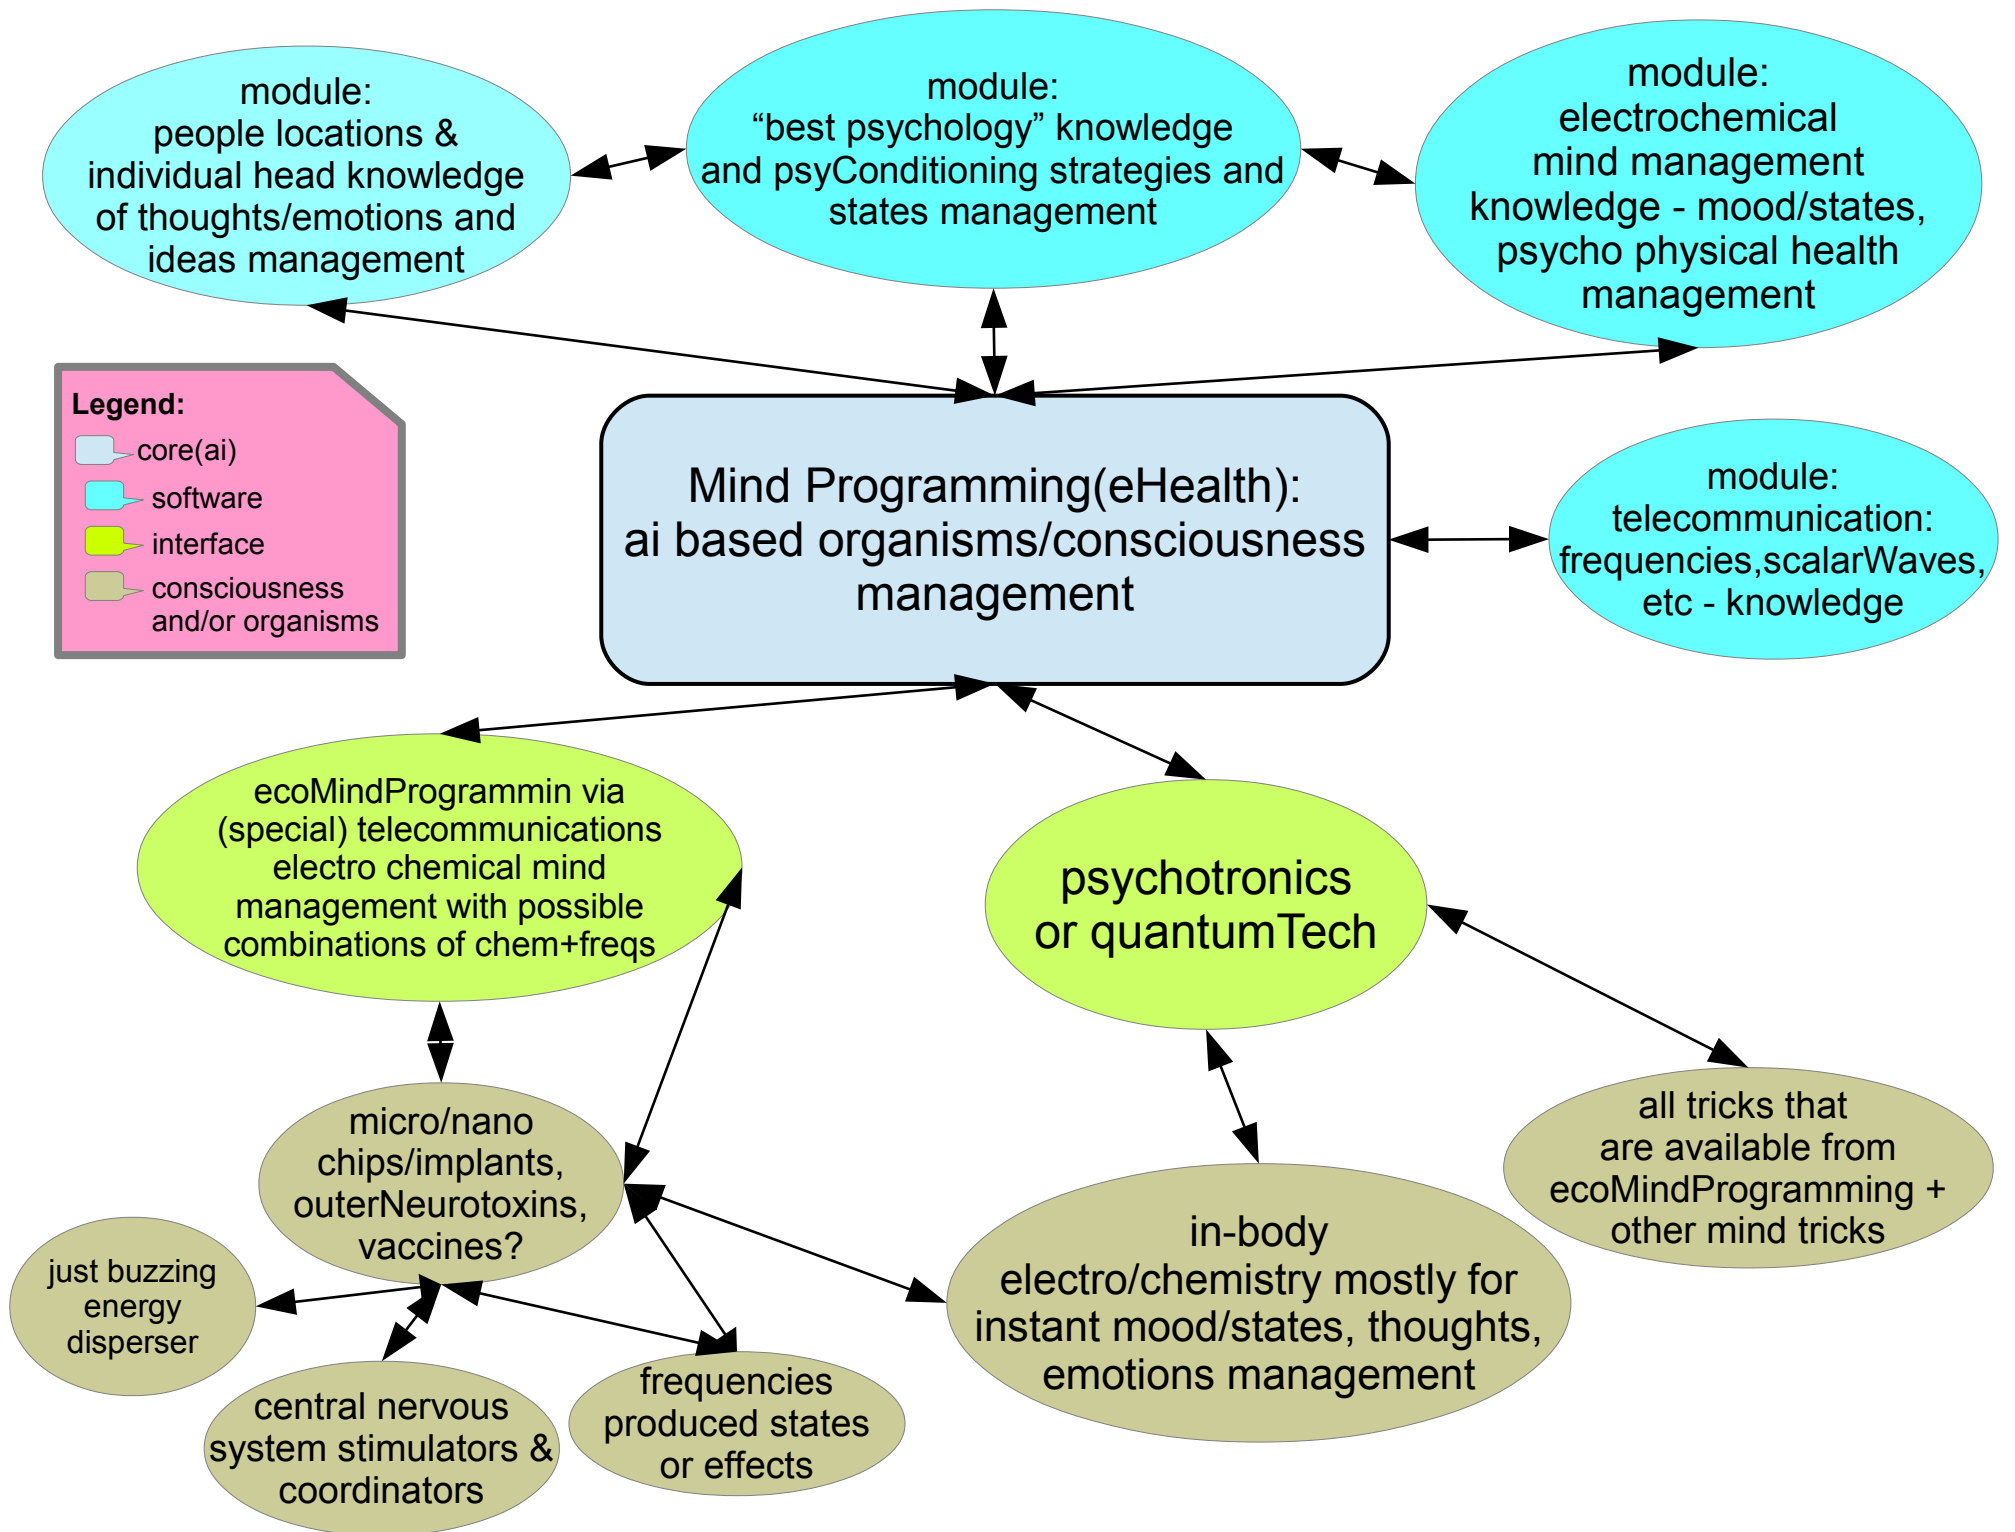 module:
people locations &
individual head knowledge
of thoughts/emotions and
ideas management
module:
“best psychology” knowledge
and psyConditioning strategies and
states management
module:
electrochemical
mind management
knowledge - mood/states,
psycho physical health
management
Legend:
core(ai)
software
interface
consciousness
and/or organisms
Mind Programming(eHealth):
ai based organisms/consciousness
management
module:
telecommunication:
frequencies,scalarWaves,
etc - knowledge
ecoMindProgrammin via
(special) telecommunications
electro chemical mind
management with possible
combinations of chem+freqs
psychotronics
or quantumTech
micro/nano
chips/implants,
outerNeurotoxins,
vaccines?
all tricks that
are available from
ecoMindProgramming +
other mind tricks
just buzzing
energy
disperser
in-body
electro/chemistry mostly for
instant mood/states, thoughts,
emotions management
central nervous
system stimulators &
coordinators
frequencies
produced states
or effects